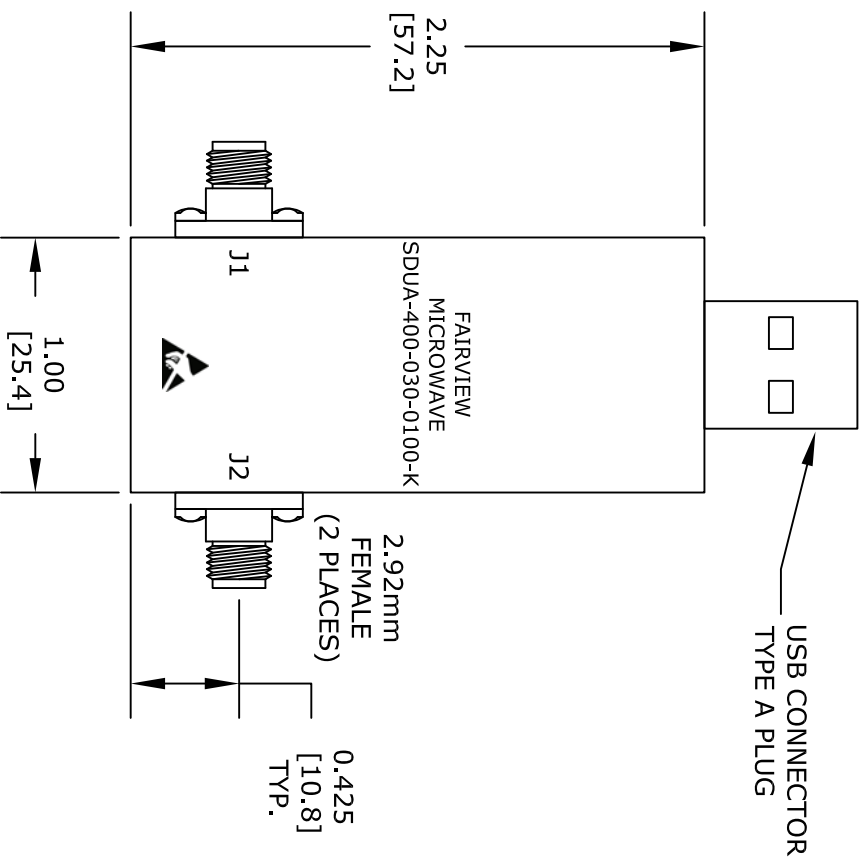 USB CONNECTOR
TYPE A PLUG
2.25
[57.2]
FAIRVIEW
MICROWAVE
SDUA-400-030-0100-K
J1
J2
2.92mm
FEMALE
(2 PLACES)
0.425
[10.8]
TYP.
1.00
[25.4]